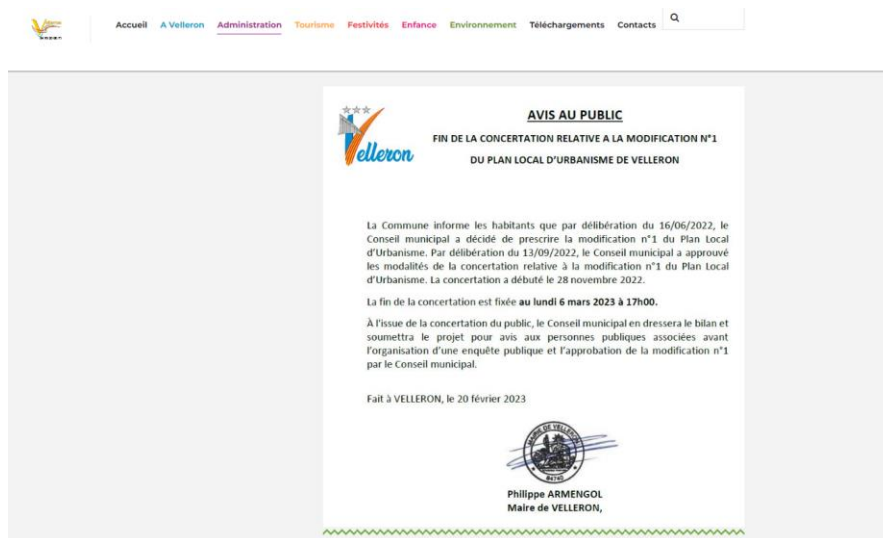 Accueil A Velleron Administration Tourisme Festivités Enfance Environnement Téléchargements Contacts
Velleron
AVIS AU PUBLIC
FIN DE LA CONCERTATION RELATIVE A LA MODIFICATION N°1
DU PLAN LOCAL D'URBANISME DE VELLERON
La Commune informe les habitants que par délibération du 16/06/2022, le
Conseil municipal a décidé de prescrire la modification n°1 du Plan Local
d'Urbanisme. Par délibération du 13/09/2022, le Conseil municipal a approuvé
les modalités de la concertation relative à la modification n°1 du Plan Local
d'Urbanisme. La concertation a débuté le 28 novembre 2022.
La fin de la concertation est fixée au lundi 6 mars 2023 à 17h00.
À l'issue de la concertation du public, le Conseil municipal en dressera le bilan et
soumettra le projet pour avis aux personnes publiques associées avant
l'organisation d'une enquête publique et l'approbation de la modification n°1
par le Conseil municipal.
Fait à VELLERON, le 20 février 2023
MAIRIE DE VELLERON
84740
Philippe ARMENGOL
Maire de VELLERON,